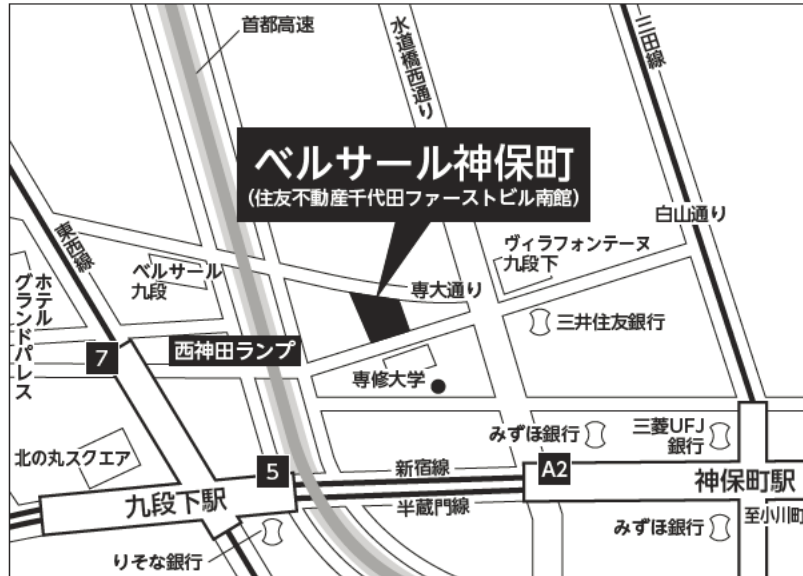 首都高速
水道橋西通り
三田線
ベルサール神保町
(住友不動産千代田ファーストビル南館)
白山通り
東西線
ベルサール
九段
ヴィラフォンテーヌ
九段下
専大通り
ホテル
グランドパレス
三井住友銀行
7
西神田ランプ
専修大学
北の丸スクエア
みずほ銀行
三菱UFJ
銀行
5
新宿線
A2
神保町駅
九段下駅
半蔵門線
至小川町
みずほ銀行
りそな銀行